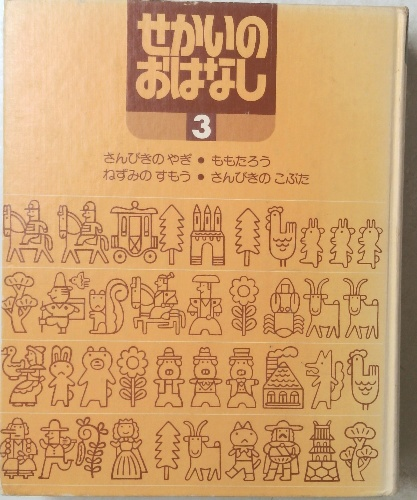 せかいの
おはなし
3
さんびきの やぎ • ももたろう
ねずみの すもう • さんびきの こぶた